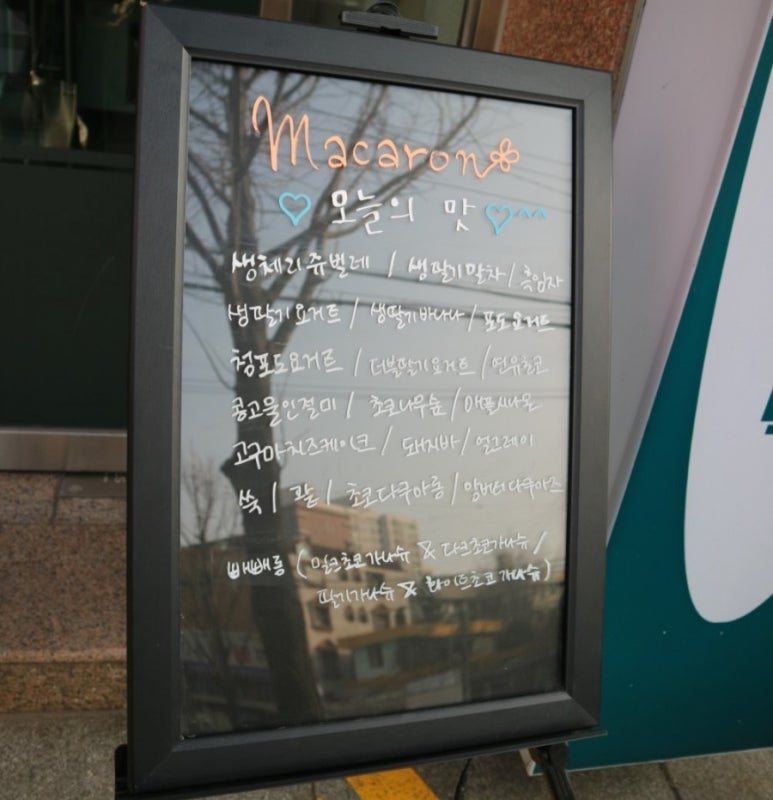 Macaron
오늘의 맛
생체리쥬빌레 / 생딸기말차 / 흑임자
생딸기요거트 / 생딸기바나나 / 포도요거트
청포도요거트 / 더블딸기요거트 / 연유초코
콩고물인절미 / 초코나무숲 / 애플시나몬
고구마치즈케이크 / 돼지바 / 얼그레이
쑥 / 팥 / 초코다쿠아롱 / 앙버터다쿠아즈
빼빼롱 (밀크초코가나슈 & 다크초코가나슈 /
딸기가나슈 & 화이트초코가나슈)